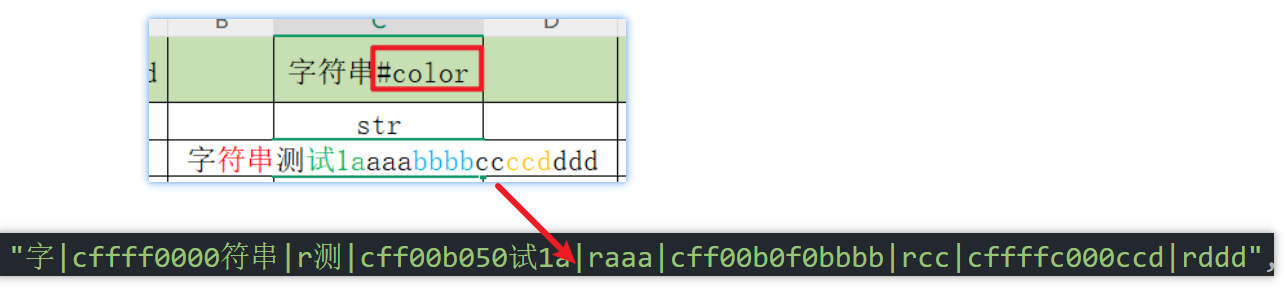 B C D
d 字符串#color
str
字符串测试1aaaabbbbccccdddd
"字|cffff0000符串|r测|cff00b050试1a|raaa|cff00b0f0bbbb|rcc|cffffc000ccd|rddd",